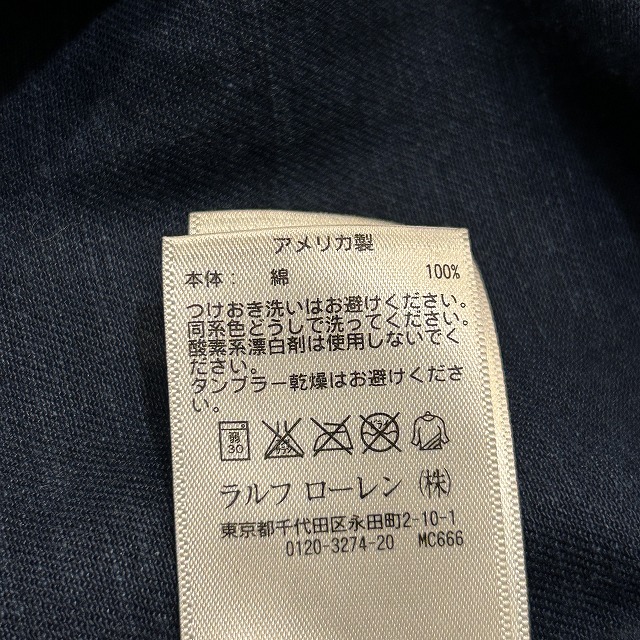 アメリカ製
本体: 綿 100%
つけおき洗いはお避けください。
同系色どうしで洗ってください。
酸素系漂白剤は使用しないでく
ださい。
タンブラー乾燥はお避けくださ
い。
弱
30
ラルフ ローレン (株)
東京都千代田区永田町2-10-1
0120-3274-20 MC666